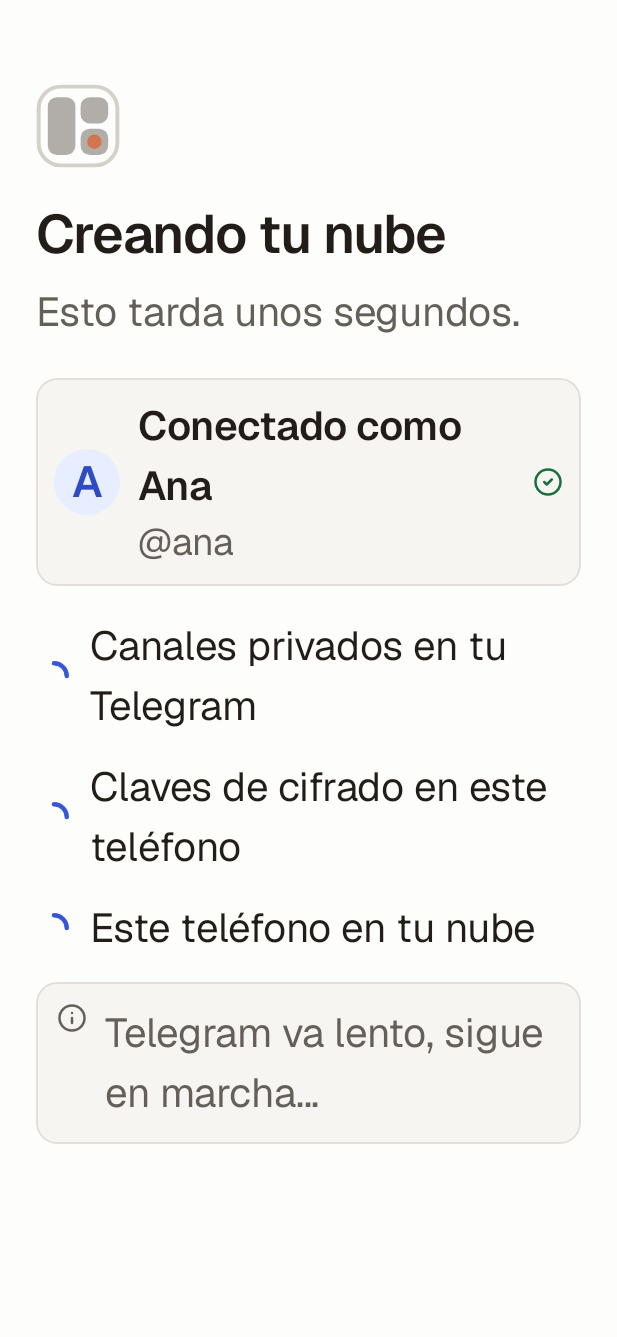 Creando tu nube
Esto tarda unos segundos.
Conectado como
Ana
A
@ana
Canales privados en tu
Telegram
Claves de cifrado en este
teléfono
Este teléfono en tu nube
Telegram va lento, sigue
en marcha...